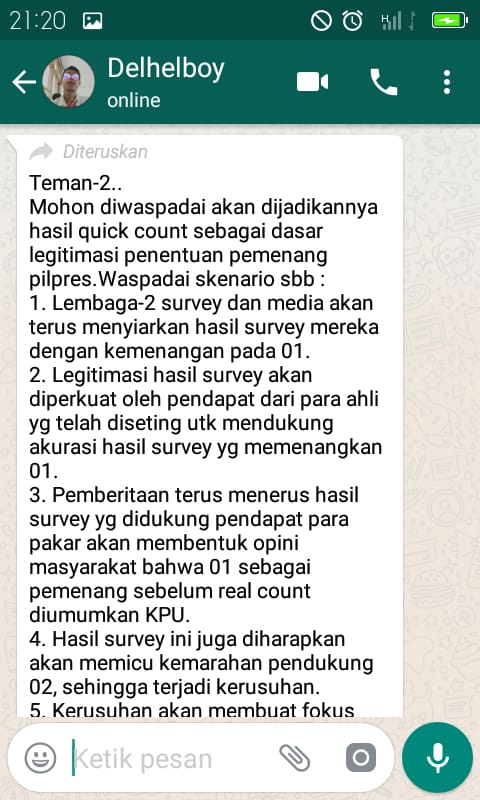 21:20
Delhelboy
online
Diteruskan
Teman-2..
Mohon diwaspadai akan dijadikannya
hasil quick count sebagai dasar
legitimasi penentuan pemenang
pilpres.Waspadai skenario sbb :
1. Lembaga-2 survey dan media akan
terus menyiarkan hasil survey mereka
dengan kemenangan pada 01.
2. Legitimasi hasil survey akan
diperkuat oleh pendapat dari para ahli
yg telah diseting utk mendukung
akurasi hasil survey yg memenangkan
01.
3. Pemberitaan terus menerus hasil
survey yg didukung pendapat para
pakar akan membentuk opini
masyarakat bahwa 01 sebagai
pemenang sebelum real count
diumumkan KPU.
4. Hasil survey ini juga diharapkan
akan memicu kemarahan pendukung
02, sehingga terjadi kerusuhan.
5. Kerusuhan akan membuat fokus
Ketik pesan